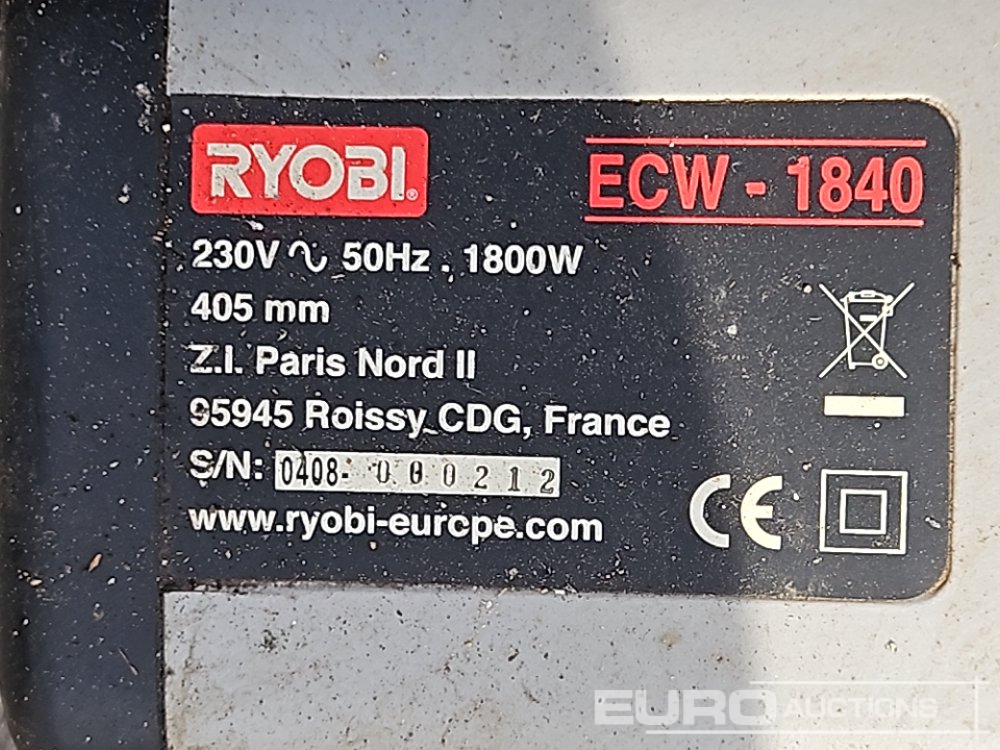 RYOBI®
ECW - 1840
230V ∿ 50Hz . 1800W
405 mm
Z.I. Paris Nord II
95945 Roissy CDG, France
S/N: 0408- 000212
www.ryobi-europe.com
CE
EURO AUCTIONS